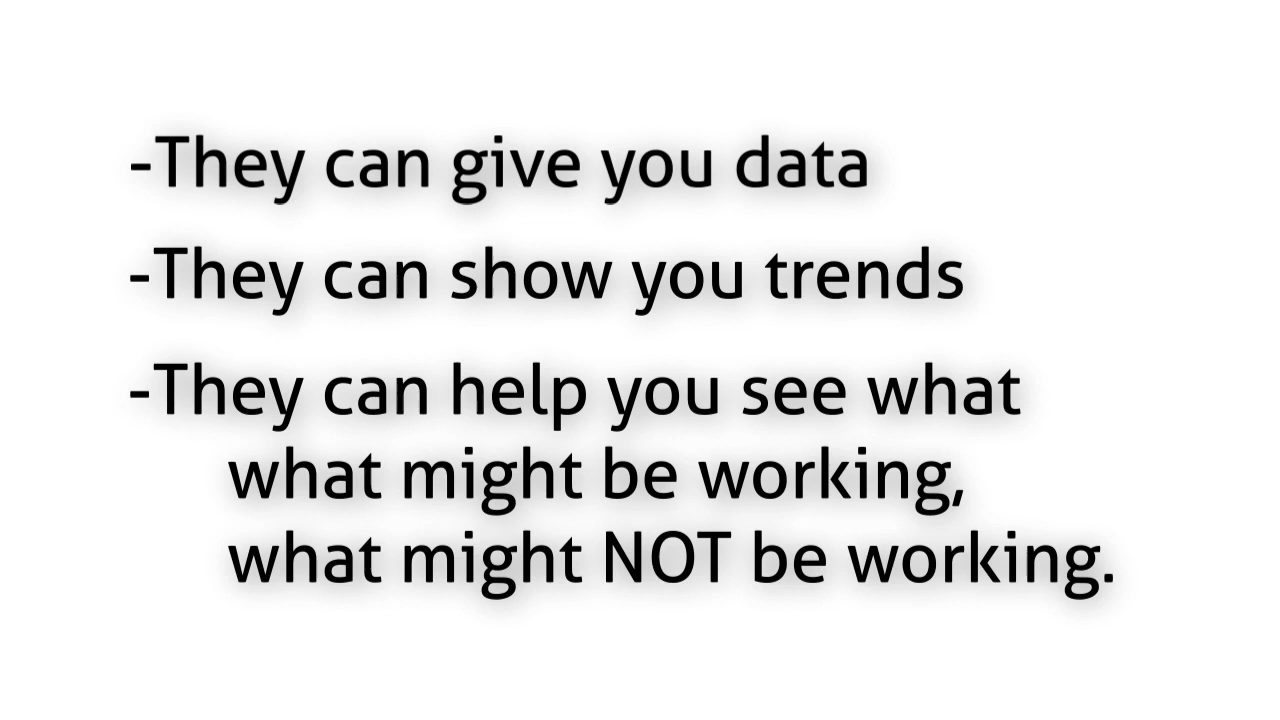 -They can give you data
-They can show you trends
-They can help you see what
what might be working,
what might NOT be working.